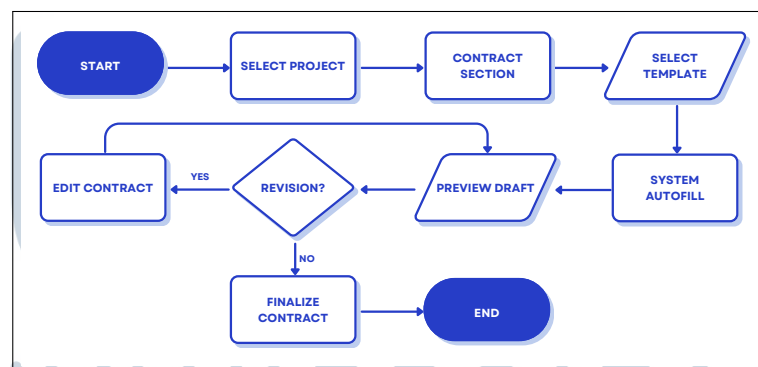 START
SELECT PROJECT
CONTRACT
SECTION
SELECT
TEMPLATE
EDIT CONTRACT
YES
REVISION?
PREVIEW DRAFT
SYSTEM
AUTOFILL
NO
FINALIZE
CONTRACT
END